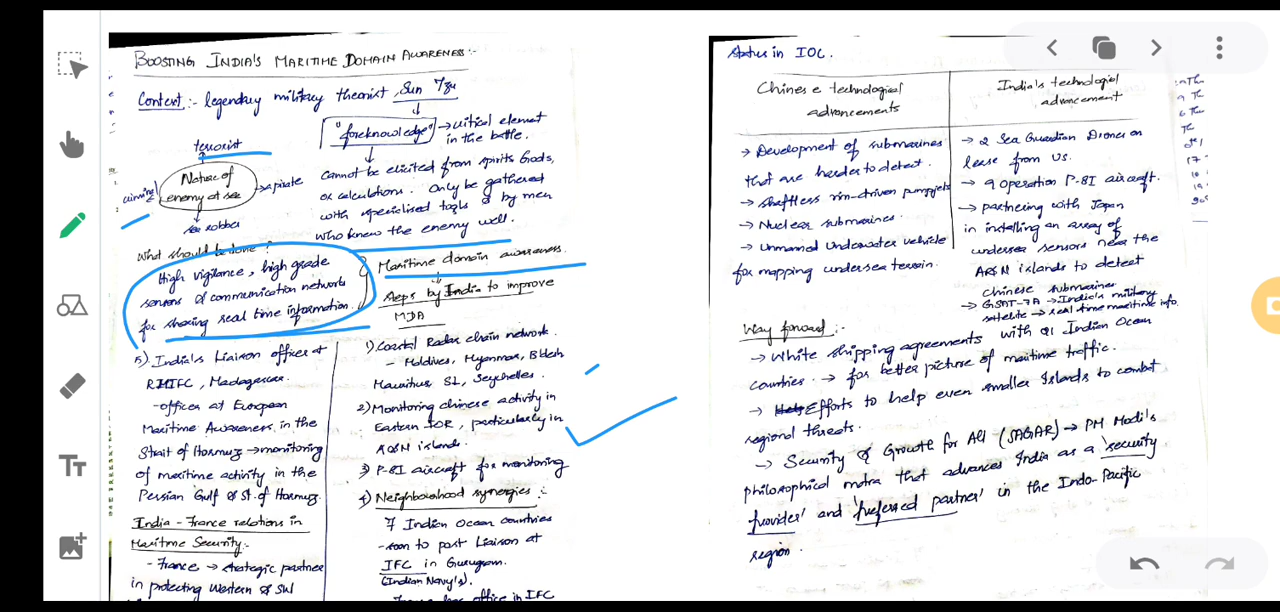 BOOSTING INDIA'S MARITIME DOMAIN AWARENESS:-
Context:- legendary military theorist, Sun Tzu
"foreknowledge" → critical element
in the battle.
cannot be elicited from spirits Gods,
or calculations. Only be gathered
with specialised tools & by men
who knew the enemy well.
terrorist
Nature of
enemy at sea
criminal
→ a pirate
sea robber
What should be done?
High vigilance, high grade
sensors & communication networks
for sharing real time information.
Maritime domain awareness.
steps by India to improve
MDA
1) Coastal Radar chain network.
- Maldives, Myanmar, B'desh
Mauritius SL, Seychelles.
2) Monitoring chinese activity in
Eastern IOR, particularly in
A&N islands.
3) P-8I aircraft for monitoring
4) Neighbourhood synergies :-
7 Indian Ocean countries
- soon to post Liaison at
IFC in Gurugram.
(Indian Navy's).
office in IFC
5) India's Liaison officer at
RMIFC, Madagascar.
- officer at European
Maritime Awareness in the
Strait of Hormuz → monitoring
of maritime activity in the
Persian Gulf & St. of Hormuz.
India - France relations in
Maritime Security:-
- France → strategic partner
in protecting Western & SW
Status in IOC.
Chinese technological
advancements
→ Development of submarines
that are harder to detect.
→ shaftless rim-driven pumpjets
→ Nuclear submarines.
→ Unmaned Underwater vehicle
for mapping undersea terrain.
India's technological
advancement
→ 2 Sea Guardian Drones on
lease from US.
→ 9 operation P-8I aircraft.
→ partnering with Japan
in installing an array of
undersea sensors near the
A&N islands to detect
chinese submarines
→ GSAT-7A → India's military
satellite → real time maritime info.
Way forward:-
→ White shipping agreements with 21 Indian Ocean
countries. → for better picture of maritime traffic.
→ Efforts to help even smaller Islands to combat
regional threats.
→ Security & Growth for All (SAGAR) → PM Modi's
philosophical mantra that advances India as a 'security
provider' and 'preferred partner' in the Indo-Pacific
region.